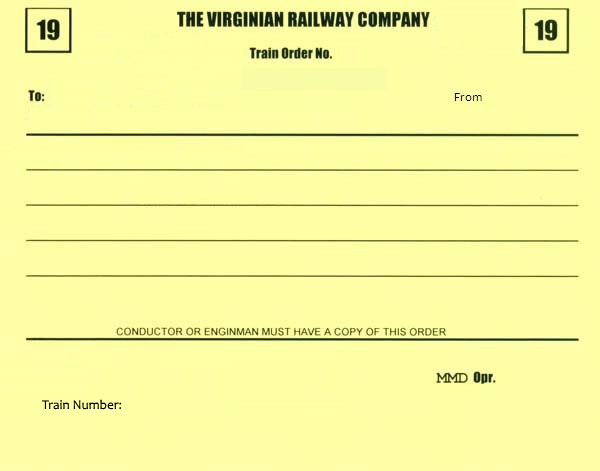 19 THE VIRGINIAN RAILWAY COMPANY 19
Train Order No.
To: From
CONDUCTOR OR ENGINMAN MUST HAVE A COPY OF THIS ORDER
MMD Opr.
Train Number: